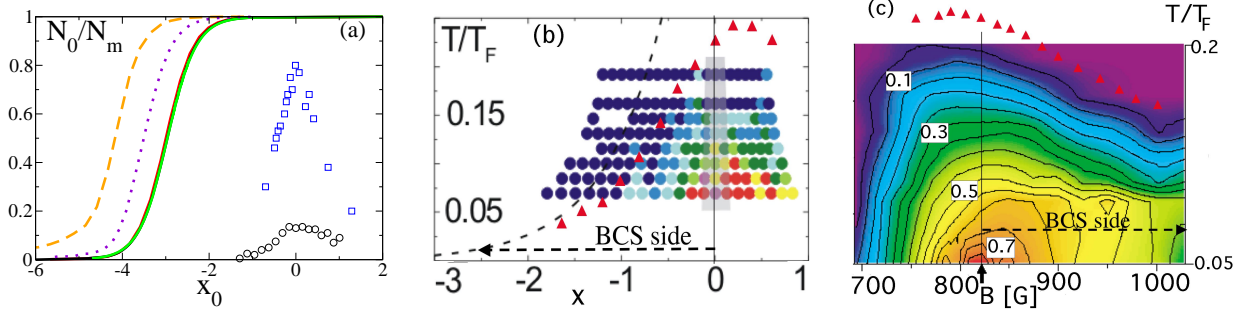 N₀/Nₘ
(a)
1
0.8
0.6
0.4
0.2
0
-6
-4
-2
0
2
x₀
T/T_F
(b)
0.15
0.05
BCS side
-3
-2
-1
0
1
x
(c)
T/T_F
0.2
0.1
0.3
0.5
0.7
BCS side
0.05
700
800
900
1000
B [G]